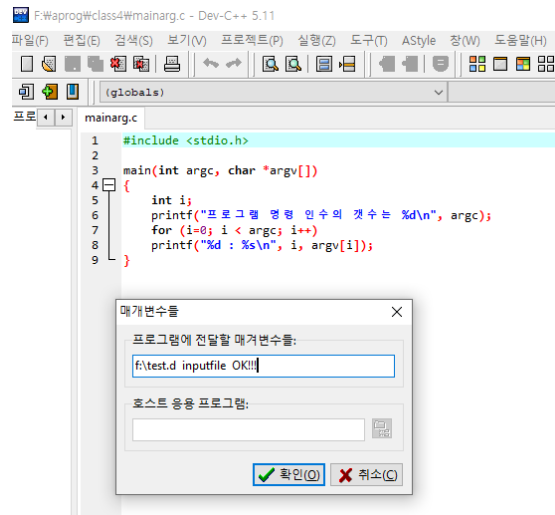 F:₩aprog₩class4₩mainarg.c - Dev-C++ 5.11
파일(F) 편집(E) 검색(S) 보기(V) 프로젝트(P) 실행(Z) 도구(T) AStyle 창(W) 도움말(H)
(globals)
프로 mainarg.c
1 #include <stdio.h>
2
3 main(int argc, char *argv[])
4 {
5 int i;
6 printf("프로그램 명령 인수의 갯수는 %d\n", argc);
7 for (i=0; i < argc; i++)
8 printf("%d : %s\n", i, argv[i]);
9 }
매개변수들
프로그램에 전달할 매겨변수들:
f:\test.d inputfile OK!!!
호스트 응용 프로그램:
확인(O) 취소(C)